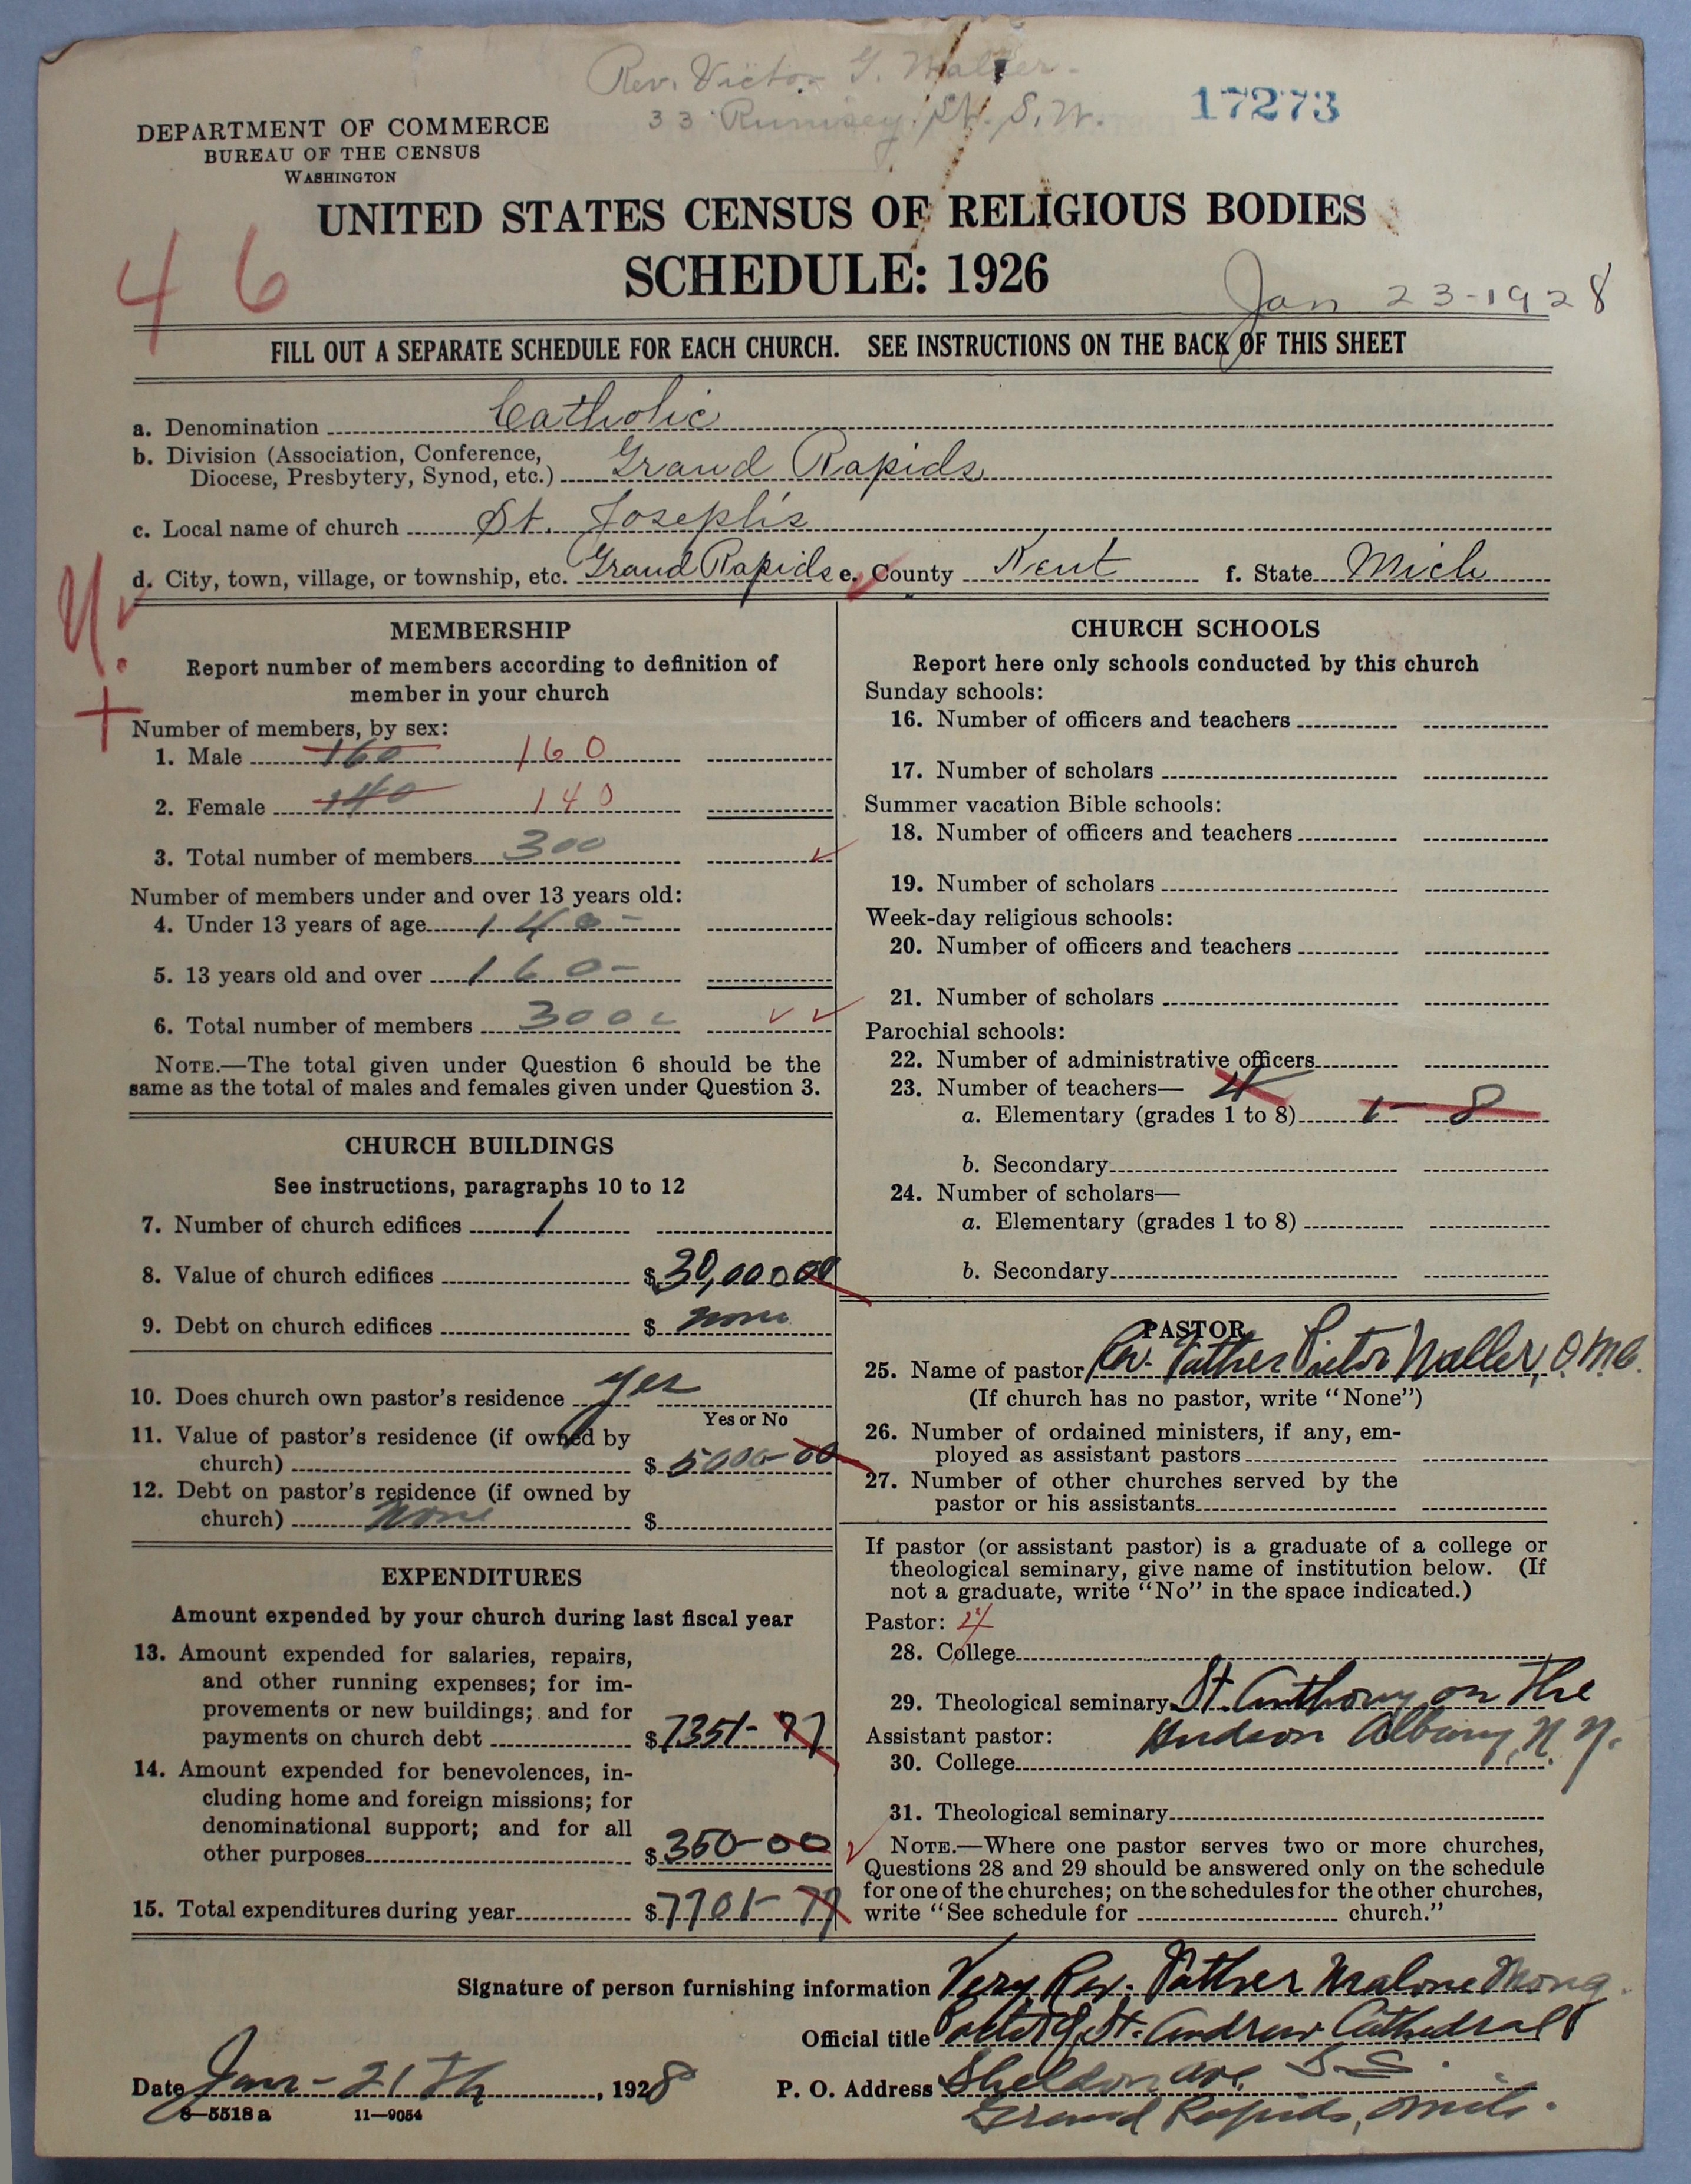 Rev. Victor G. Waller
33 Rumsey St. S.W.
17273
DEPARTMENT OF COMMERCE
BUREAU OF THE CENSUS
WASHINGTON
UNITED STATES CENSUS OF RELIGIOUS BODIES
SCHEDULE: 1926
46
Jan 23-1928
FILL OUT A SEPARATE SCHEDULE FOR EACH CHURCH. SEE INSTRUCTIONS ON THE BACK OF THIS SHEET
a. Denomination Catholic
b. Division (Association, Conference,
Diocese, Presbytery, Synod, etc.) Grand Rapids
c. Local name of church St. Joseph's
d. City, town, village, or township, etc. Grand Rapids e. County Kent f. State Mich
MEMBERSHIP
Report number of members according to definition of
member in your church
Number of members, by sex:
1. Male 160 160
2. Female 140 140
3. Total number of members 300
Number of members under and over 13 years old:
4. Under 13 years of age 140-
5. 13 years old and over 160-
6. Total number of members 300
NOTE.—The total given under Question 6 should be the
same as the total of males and females given under Question 3.
CHURCH BUILDINGS
See instructions, paragraphs 10 to 12
7. Number of church edifices 1
8. Value of church edifices $30,000 00
9. Debt on church edifices $ none
10. Does church own pastor's residence yes
Yes or No
11. Value of pastor's residence (if owned by
church) $ 5000-00
12. Debt on pastor's residence (if owned by
church) None $
EXPENDITURES
Amount expended by your church during last fiscal year
13. Amount expended for salaries, repairs,
and other running expenses; for im-
provements or new buildings; and for
payments on church debt $7351-77
14. Amount expended for benevolences, in-
cluding home and foreign missions; for
denominational support; and for all
other purposes $350-00
15. Total expenditures during year $7701-77
CHURCH SCHOOLS
Report here only schools conducted by this church
Sunday schools:
16. Number of officers and teachers
17. Number of scholars
Summer vacation Bible schools:
18. Number of officers and teachers
19. Number of scholars
Week-day religious schools:
20. Number of officers and teachers
21. Number of scholars
Parochial schools:
22. Number of administrative officers
23. Number of teachers— 4
a. Elementary (grades 1 to 8) 1- 8
b. Secondary
24. Number of scholars—
a. Elementary (grades 1 to 8)
b. Secondary
PASTOR
25. Name of pastor Rev. Father Victor Waller, O.M.C.
(If church has no pastor, write "None")
26. Number of ordained ministers, if any, em-
ployed as assistant pastors
27. Number of other churches served by the
pastor or his assistants
If pastor (or assistant pastor) is a graduate of a college or
theological seminary, give name of institution below. (If
not a graduate, write "No" in the space indicated.)
Pastor: 4
28. College
29. Theological seminary St. Anthony on The
Assistant pastor: Hudson Albany, N.Y.
30. College
31. Theological seminary
NOTE.—Where one pastor serves two or more churches,
Questions 28 and 29 should be answered only on the schedule
for one of the churches; on the schedules for the other churches,
write "See schedule for church."
Signature of person furnishing information Very Rev. Father Malone
Official title St. Andrew Cathedral
Date Jan- 21th, 1928 P. O. Address Sheldon Ave. S.E.
Grand Rapids, Mich.
8—5518a 11—9054